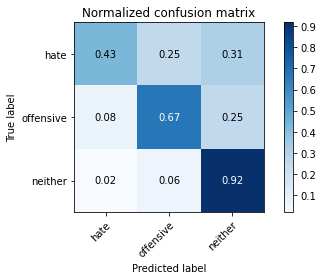 Normalized confusion matrix
True label
hate
0.43 0.25 0.31
offensive
0.08 0.67 0.25
neither
0.02 0.06 0.92
hate
offensive
neither
Predicted label
0.9
0.8
0.7
0.6
0.5
0.4
0.3
0.2
0.1